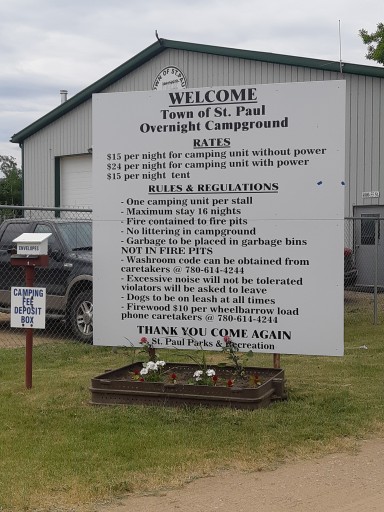 TOWN OF ST. PAUL
WELCOME
Town of St. Paul
Overnight Campground
RATES
$15 per night for camping unit without power
$24 per night for camping unit with power
$15 per night tent
RULES & REGULATIONS
- One camping unit per stall
- Maximum stay 16 nights
- Fire contained to fire pits
- No littering in campground
- Garbage to be placed in garbage bins
NOT IN FIRE PITS
- Washroom code can be obtained from
caretakers @ 780-614-4244
- Excessive noise will not be tolerated
violators will be asked to leave
- Dogs to be on leash at all times
- Firewood $10 per wheelbarrow load
phone caretakers @ 780-614-4244
THANK YOU COME AGAIN
St. Paul Parks & Recreation
ENVELOPES
CAMPING
FEE
DEPOSIT
BOX